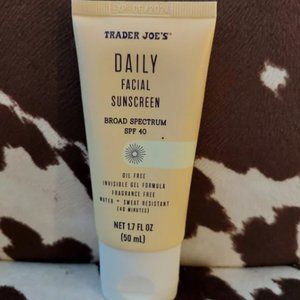 TRADER JOE'S®
DAILY
FACIAL
SUNSCREEN
BROAD SPECTRUM
SPF 40
OIL FREE
INVISIBLE GEL FORMULA
FRAGRANCE FREE
WATER + SWEAT RESISTANT
(40 MINUTES)
NET 1.7 FL OZ
(50 mL)